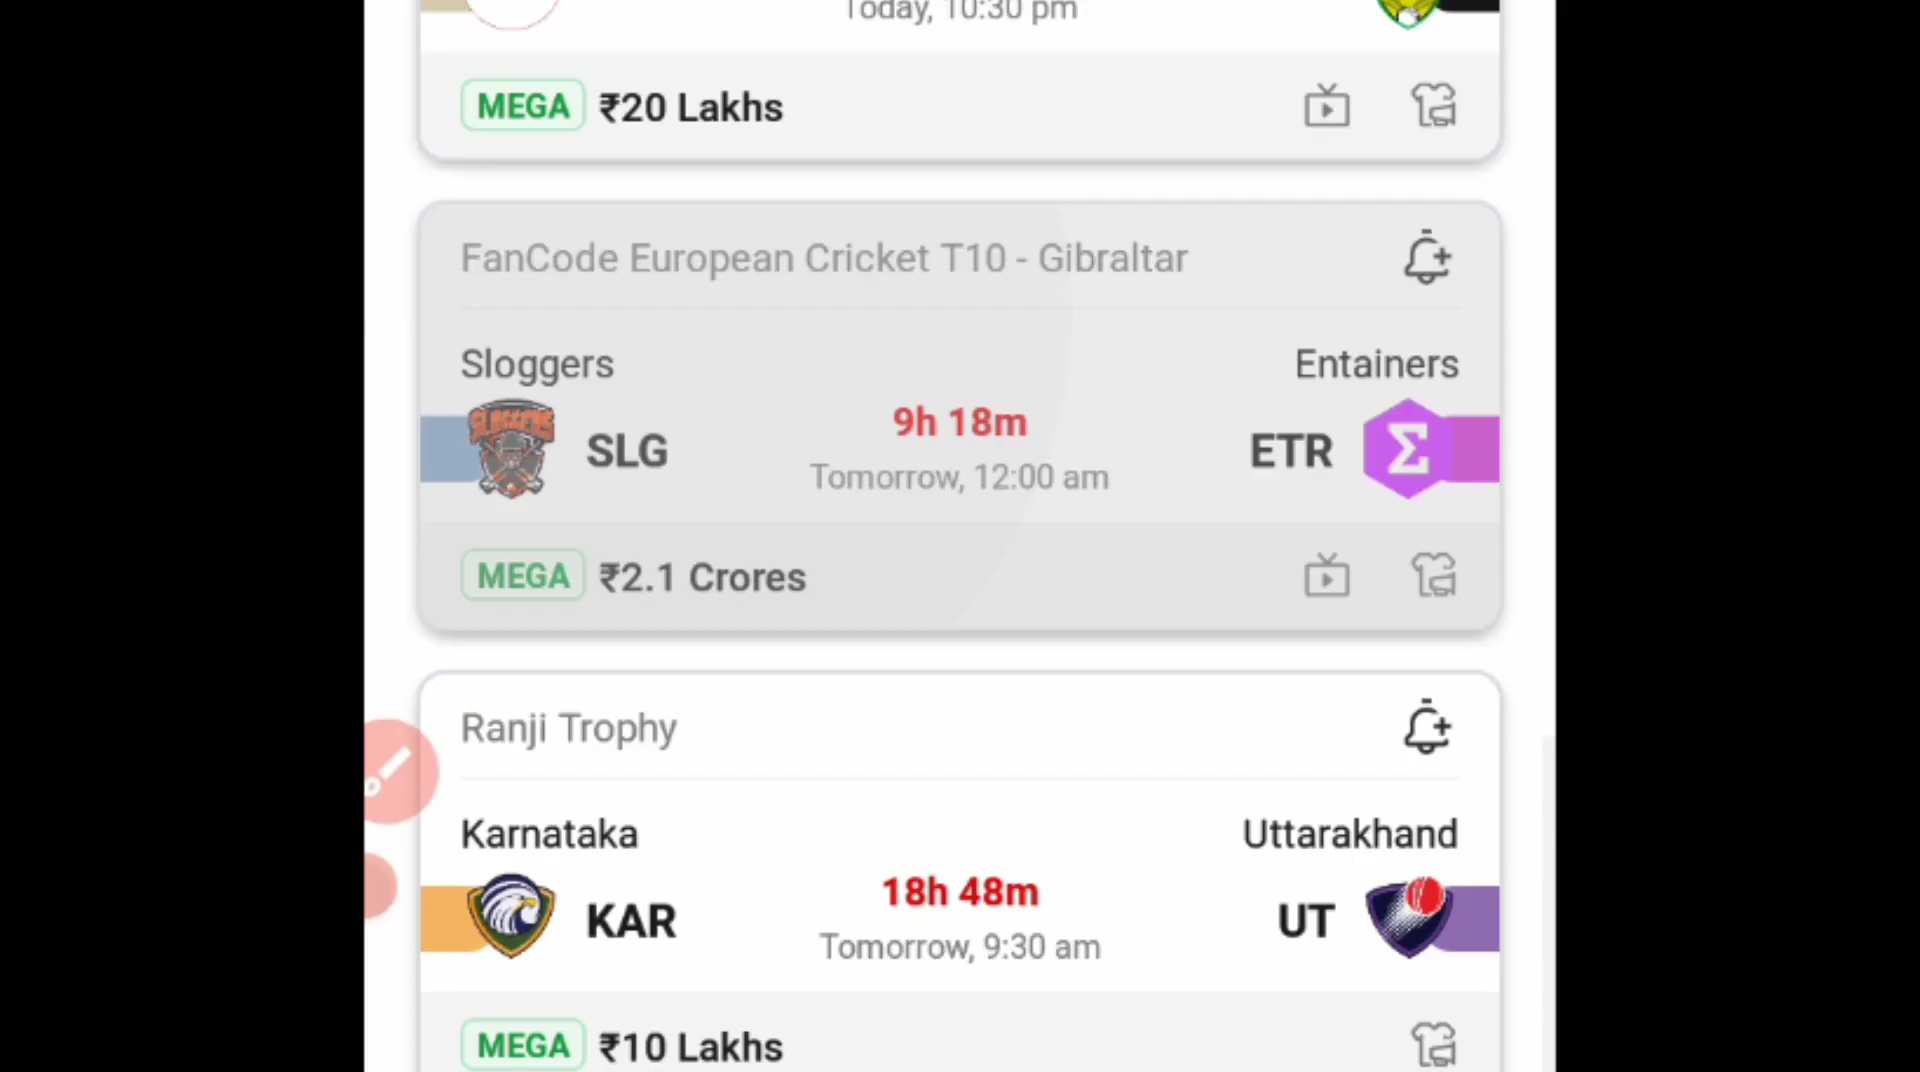 Today, 10:30 pm
MEGA ₹20 Lakhs
FanCode European Cricket T10 - Gibraltar
Sloggers Entainers
SLOGGERS
SLG 9h 18m ETR
Tomorrow, 12:00 am
MEGA ₹2.1 Crores
Ranji Trophy
Karnataka Uttarakhand
KAR 18h 48m UT
Tomorrow, 9:30 am
MEGA ₹10 Lakhs